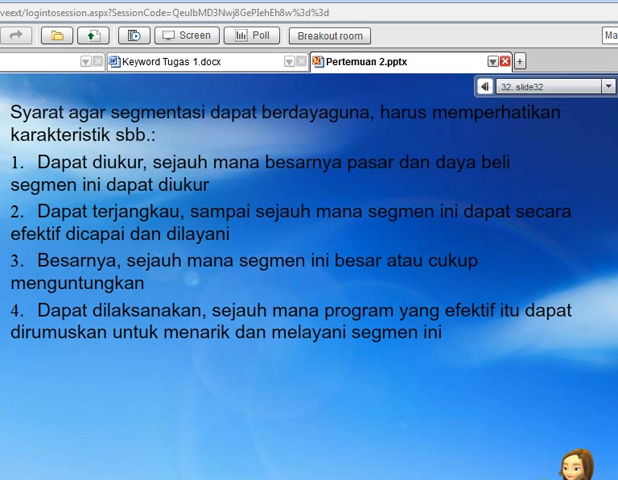 veext/logintosession.aspx?SessionCode=QeuIbMD3Nwj8GePIehEh8w%3d%3d
Screen Poll Breakout room Ma
Keyword Tugas 1.docx Pertemuan 2.pptx
32. slide32
Syarat agar segmentasi dapat berdayaguna, harus memperhatikan
karakteristik sbb.:
1. Dapat diukur, sejauh mana besarnya pasar dan daya beli
segmen ini dapat diukur
2. Dapat terjangkau, sampai sejauh mana segmen ini dapat secara
efektif dicapai dan dilayani
3. Besarnya, sejauh mana segmen ini besar atau cukup
menguntungkan
4. Dapat dilaksanakan, sejauh mana program yang efektif itu dapat
dirumuskan untuk menarik dan melayani segmen ini